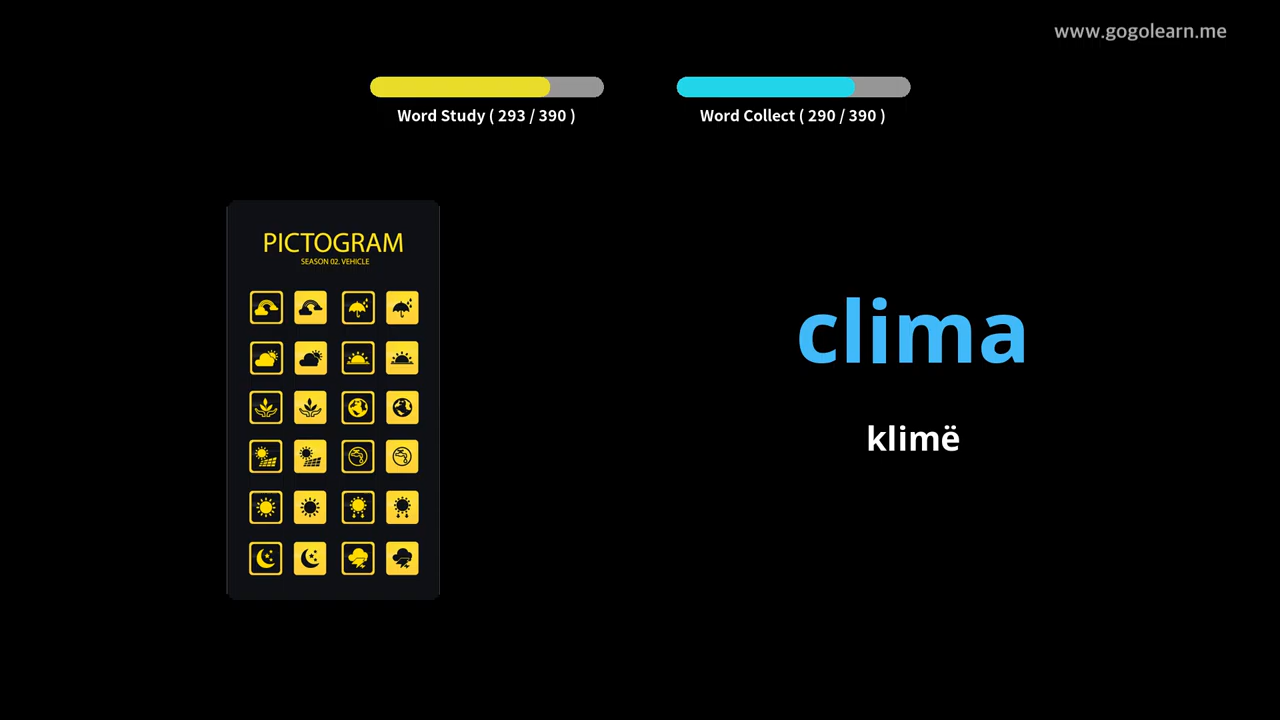 www.gogolearn.me
Word Study ( 293 / 390 )
Word Collect ( 290 / 390 )
PICTOGRAM
SEASON 02. VEHICLE
clima
klimë